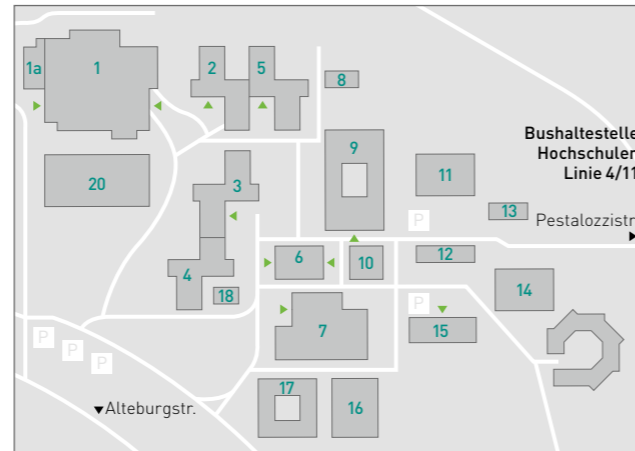 1a
1
2
5
8
9
11
20
3
13
Bushaltestelle
Hochschulen
Linie 4/11
P
Pestalozzistr.
6
10
12
4
18
14
P
7
15
P
P
P
17
16
Alteburgstr.